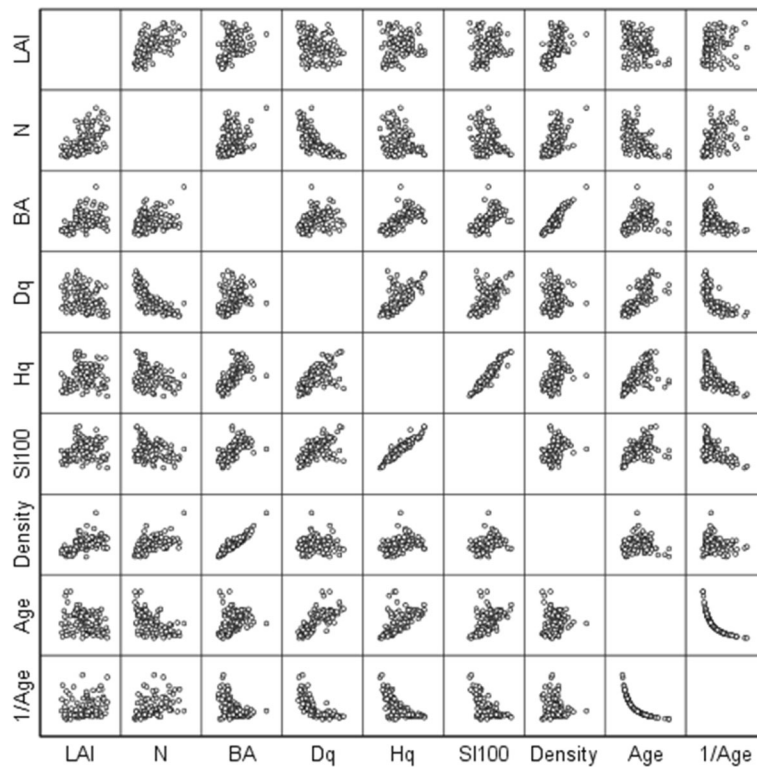 LAI
N
BA
Dq
Hq
SI100
Density
Age
1/Age
LAI N BA Dq Hq SI100 Density Age 1/Age